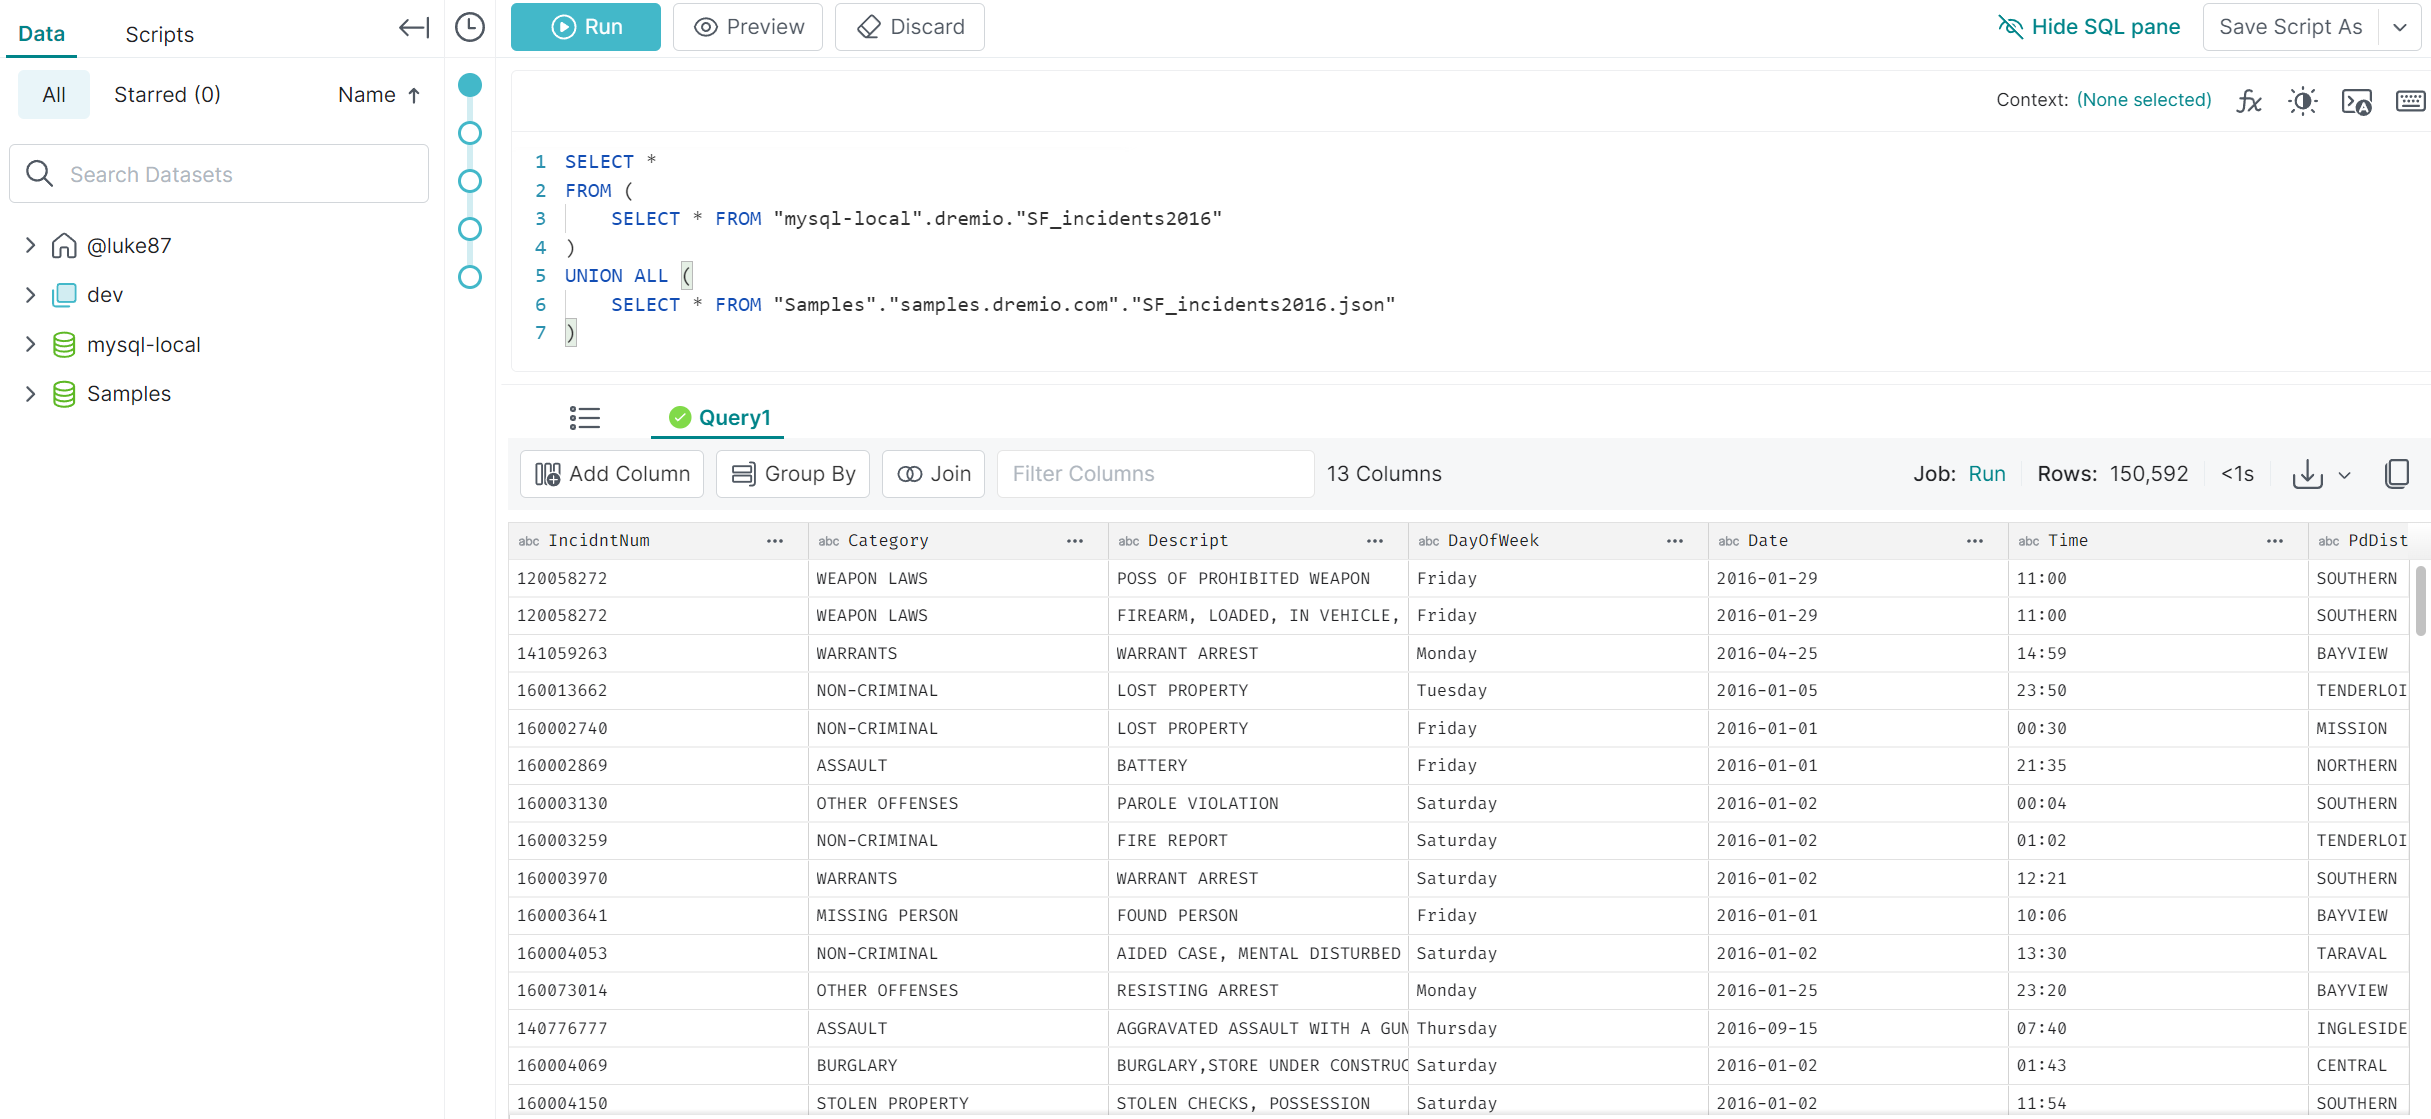 Data Scripts
All Starred (0) Name ↑
Search Datasets
@luke87
dev
mysql-local
Samples
Run Preview Discard
Hide SQL pane Save Script As
Context: (None selected)
1 SELECT *
2 FROM (
3 SELECT * FROM "mysql-local".dremio."SF_incidents2016"
4 )
5 UNION ALL (
6 SELECT * FROM "Samples"."samples.dremio.com"."SF_incidents2016.json"
7 )
Query1
Add Column Group By Join Filter Columns 13 Columns Job: Run Rows: 150,592 <1s
abc IncidntNum ··· abc Category ··· abc Descript ··· abc DayOfWeek ··· abc Date ··· abc Time ··· abc PdDist
120058272 WEAPON LAWS POSS OF PROHIBITED WEAPON Friday 2016-01-29 11:00 SOUTHERN
120058272 WEAPON LAWS FIREARM, LOADED, IN VEHICLE, Friday 2016-01-29 11:00 SOUTHERN
141059263 WARRANTS WARRANT ARREST Monday 2016-04-25 14:59 BAYVIEW
160013662 NON-CRIMINAL LOST PROPERTY Tuesday 2016-01-05 23:50 TENDERLOI
160002740 NON-CRIMINAL LOST PROPERTY Friday 2016-01-01 00:30 MISSION
160002869 ASSAULT BATTERY Friday 2016-01-01 21:35 NORTHERN
160003130 OTHER OFFENSES PAROLE VIOLATION Saturday 2016-01-02 00:04 SOUTHERN
160003259 NON-CRIMINAL FIRE REPORT Saturday 2016-01-02 01:02 TENDERLOI
160003970 WARRANTS WARRANT ARREST Saturday 2016-01-02 12:21 SOUTHERN
160003641 MISSING PERSON FOUND PERSON Friday 2016-01-01 10:06 BAYVIEW
160004053 NON-CRIMINAL AIDED CASE, MENTAL DISTURBED Saturday 2016-01-02 13:30 TARAVAL
160073014 OTHER OFFENSES RESISTING ARREST Monday 2016-01-25 23:20 BAYVIEW
140776777 ASSAULT AGGRAVATED ASSAULT WITH A GUN Thursday 2016-09-15 07:40 INGLESIDE
160004069 BURGLARY BURGLARY,STORE UNDER CONSTRUC Saturday 2016-01-02 01:43 CENTRAL
160004150 STOLEN PROPERTY STOLEN CHECKS, POSSESSION Saturday 2016-01-02 11:54 SOUTHERN